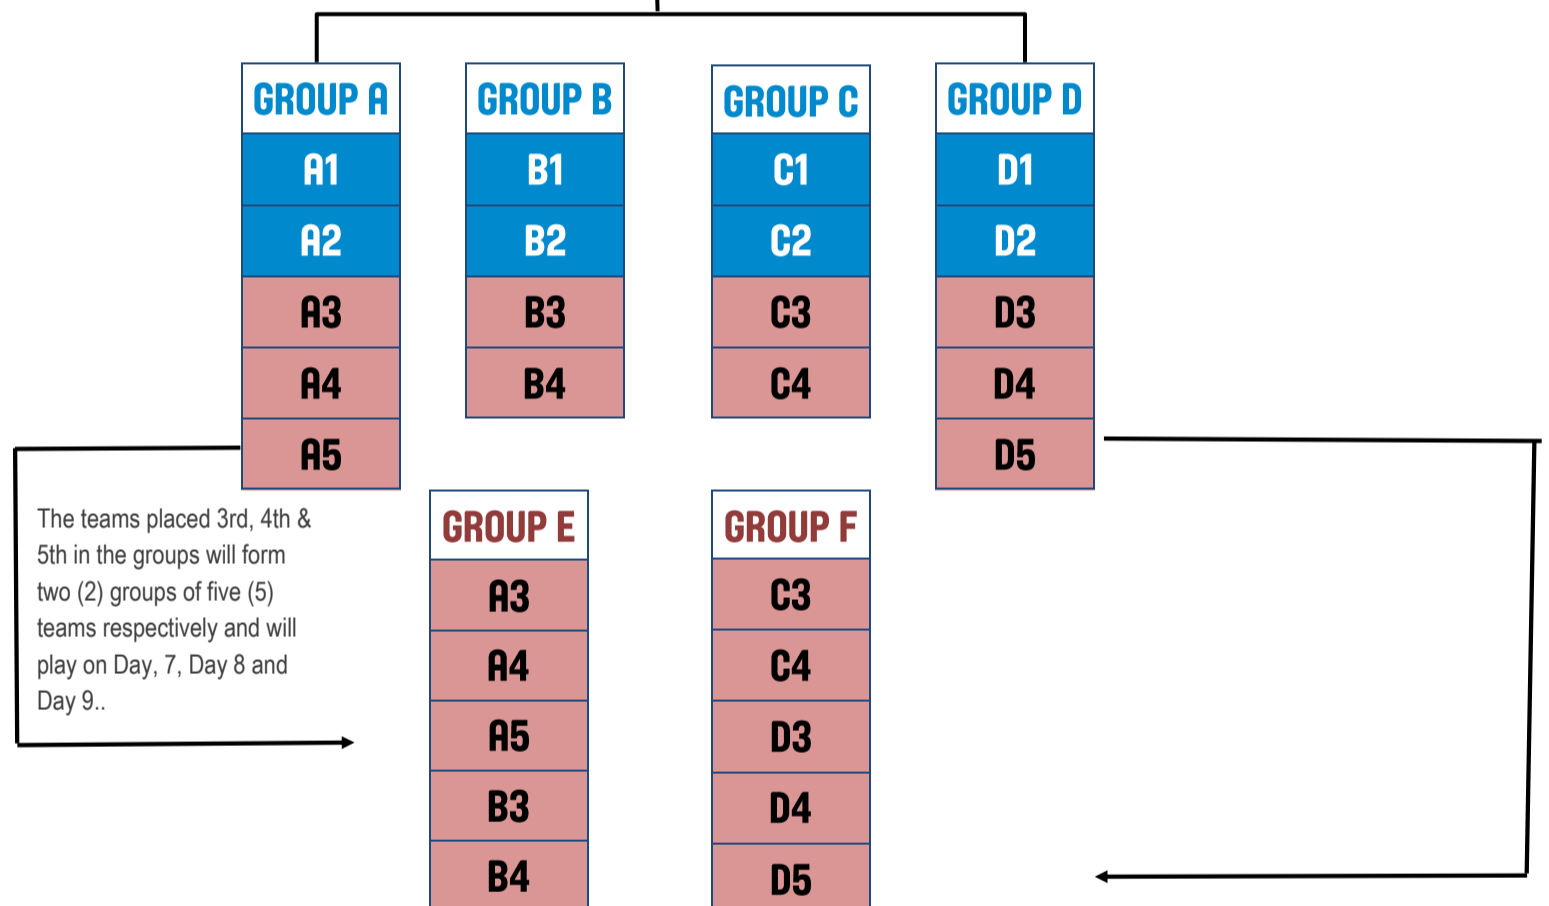 GROUP A
A1
A2
A3
A4
A5
GROUP B
B1
B2
B3
B4
GROUP C
C1
C2
C3
C4
GROUP D
D1
D2
D3
D4
D5
The teams placed 3rd, 4th &
5th in the groups will form
two (2) groups of five (5)
teams respectively and will
play on Day, 7, Day 8 and
Day 9..
GROUP E
A3
A4
A5
B3
B4
GROUP F
C3
C4
D3
D4
D5